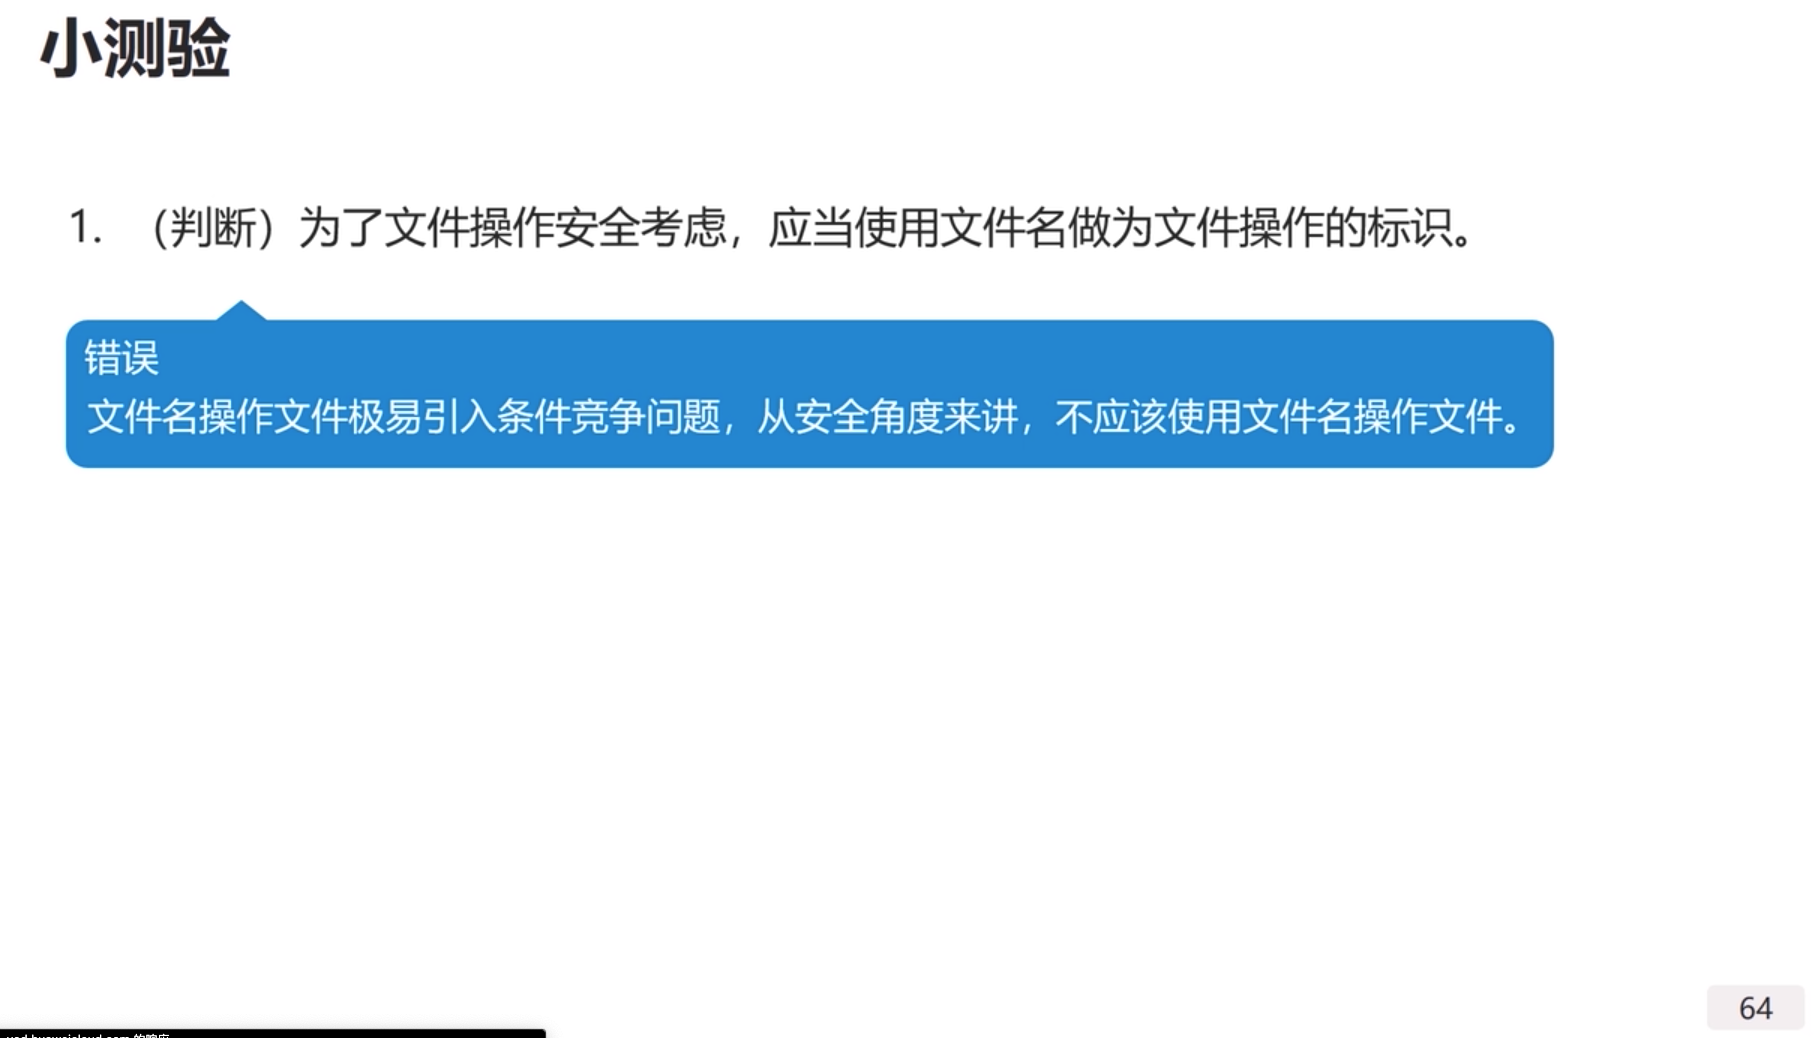 小测验
1. （判断）为了文件操作安全考虑，应当使用文件名做为文件操作的标识。
错误
文件名操作文件极易引入条件竞争问题，从安全角度来讲，不应该使用文件名操作文件。
64